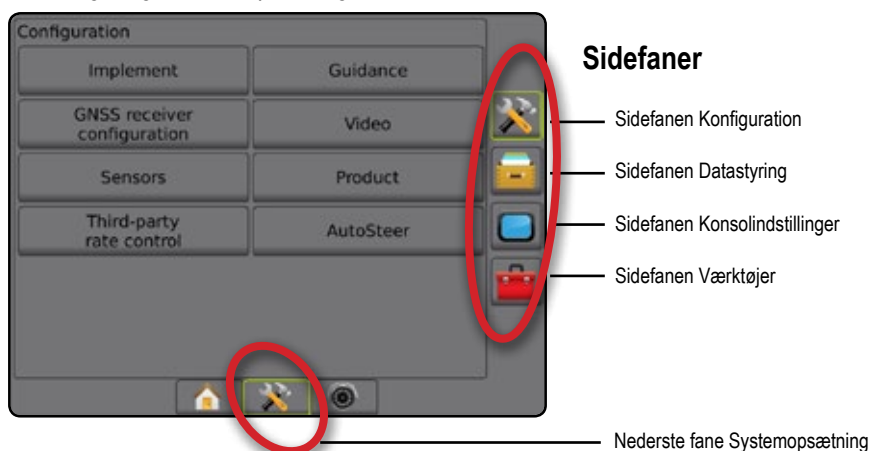 Configuration
Implement
Guidance
GNSS receiver
configuration
Video
Sensors
Product
Third-party
rate control
AutoSteer
Sidefaner
Sidefanen Konfiguration
Sidefanen Datastyring
Sidefanen Konsolindstillinger
Sidefanen Værktøjer
Nederste fane Systemopsætning